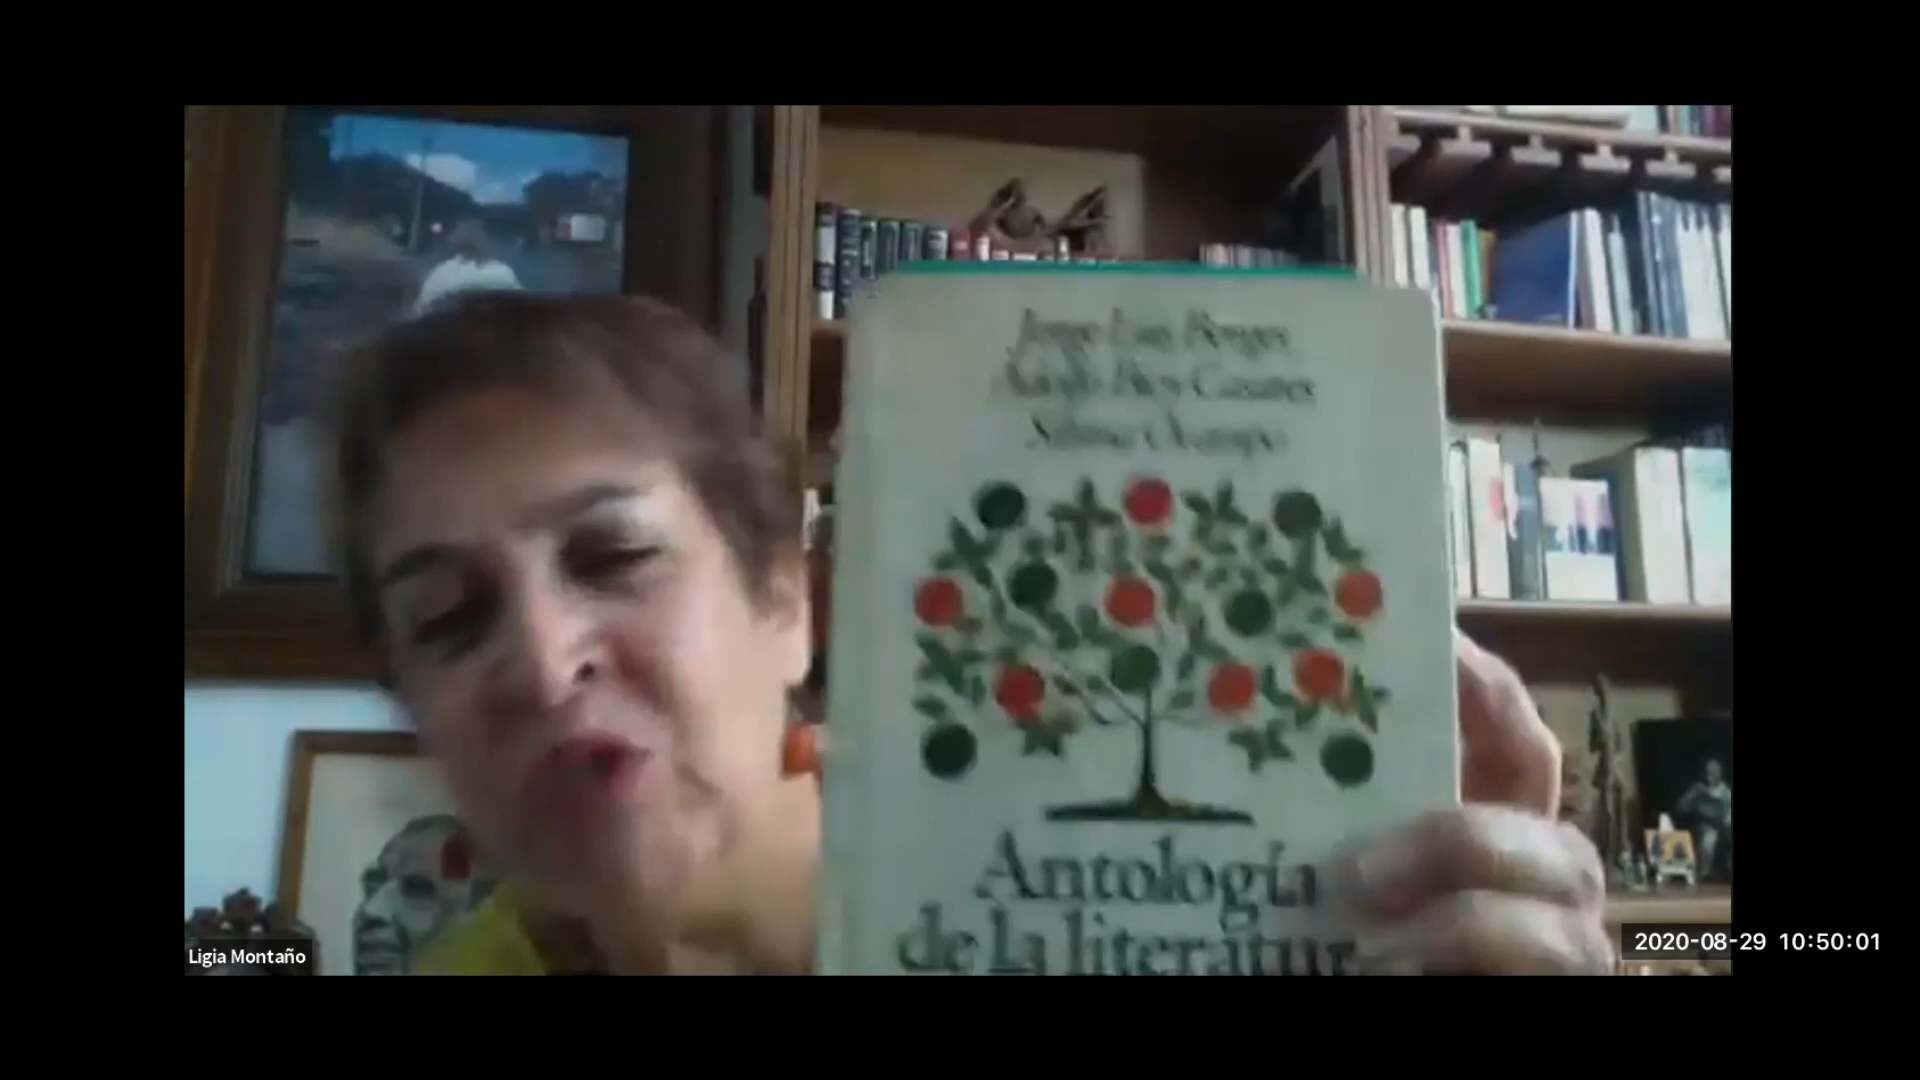 Jorge Luis Borges
Adolfo Bioy Casares
Silvina Ocampo
Antología
de la literatur
Ligia Montaño
2020-08-29 10:50:01